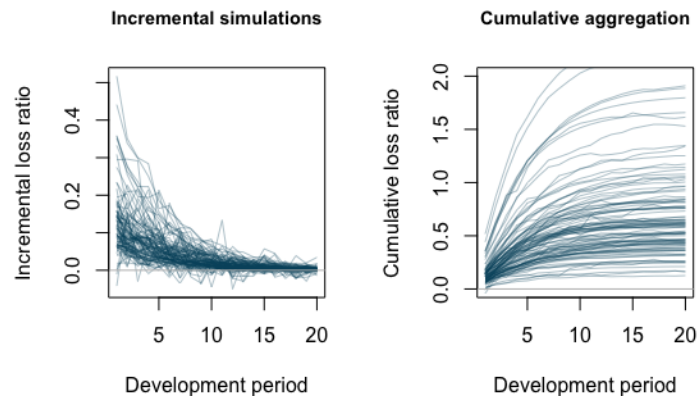 Incremental simulations
Incremental loss ratio
0.0
0.2
0.4
5 10 15 20
Development period
Cumulative aggregation
Cumulative loss ratio
0.0
0.5
1.0
1.5
2.0
5 10 15 20
Development period